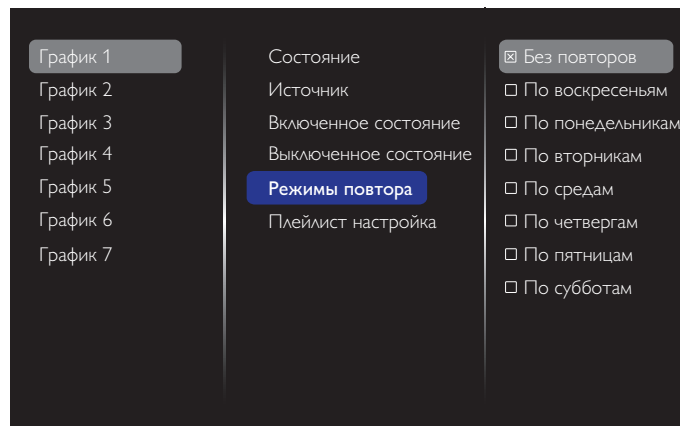 График 1
График 2
График 3
График 4
График 5
График 6
График 7
Состояние
Источник
Включенное состояние
Выключенное состояние
Режимы повтора
Плейлист настройка
Без повторов
По воскресеньям
По понедельникам
По вторникам
По средам
По четвергам
По пятницам
По субботам